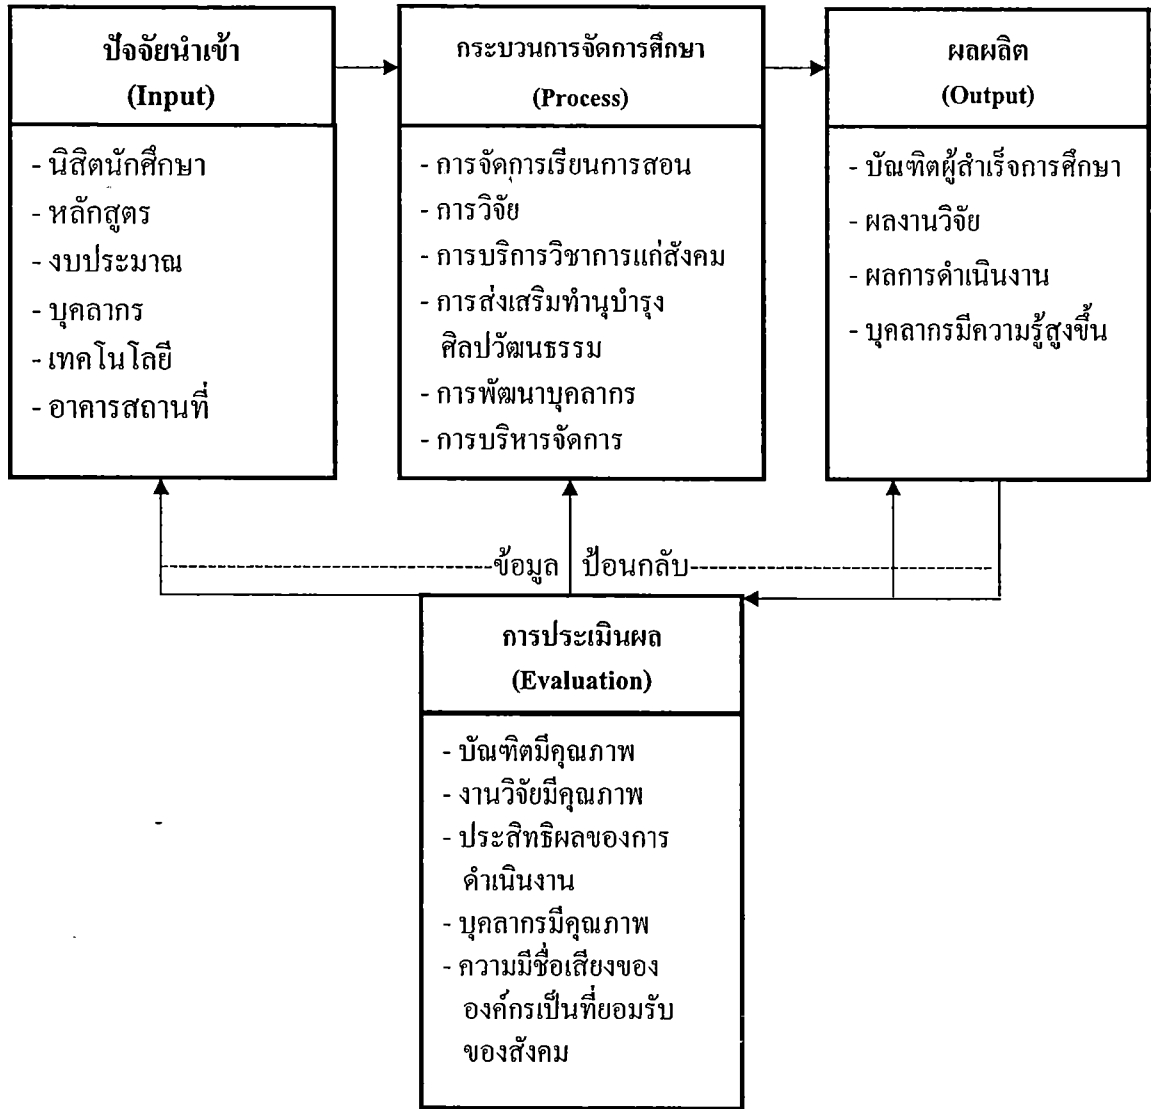 ปัจจัยนำเข้า
(Input)
- นิสิตนักศึกษา
- หลักสูตร
- งบประมาณ
- บุคลากร
- เทคโนโลยี
- อาคารสถานที่
กระบวนการจัดการศึกษา
(Process)
- การจัดการเรียนการสอน
- การวิจัย
- การบริการวิชาการแก่สังคม
- การส่งเสริมทำนุบำรุง
ศิลปวัฒนธรรม
- การพัฒนาบุคลากร
- การบริหารจัดการ
ผลผลิต
(Output)
- บัณฑิตผู้สำเร็จการศึกษา
- ผลงานวิจัย
- ผลการดำเนินงาน
- บุคลากรมีความรู้สูงขึ้น
ข้อมูล ป้อนกลับ
การประเมินผล
(Evaluation)
- บัณฑิตมีคุณภาพ
- งานวิจัยมีคุณภาพ
- ประสิทธิผลของการ
ดำเนินงาน
- บุคลากรมีคุณภาพ
- ความมีชื่อเสียงของ
องค์กรเป็นที่ยอมรับ
ของสังคม